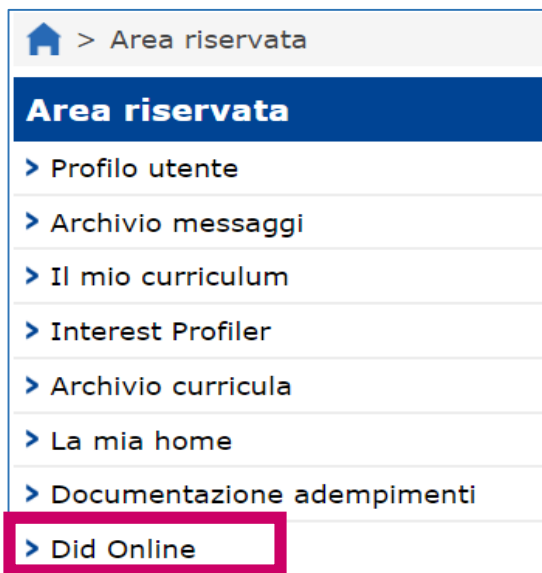 > Area riservata
Area riservata
> Profilo utente
> Archivio messaggi
> Il mio curriculum
> Interest Profiler
> Archivio curricula
> La mia home
> Documentazione adempimenti
> Did Online